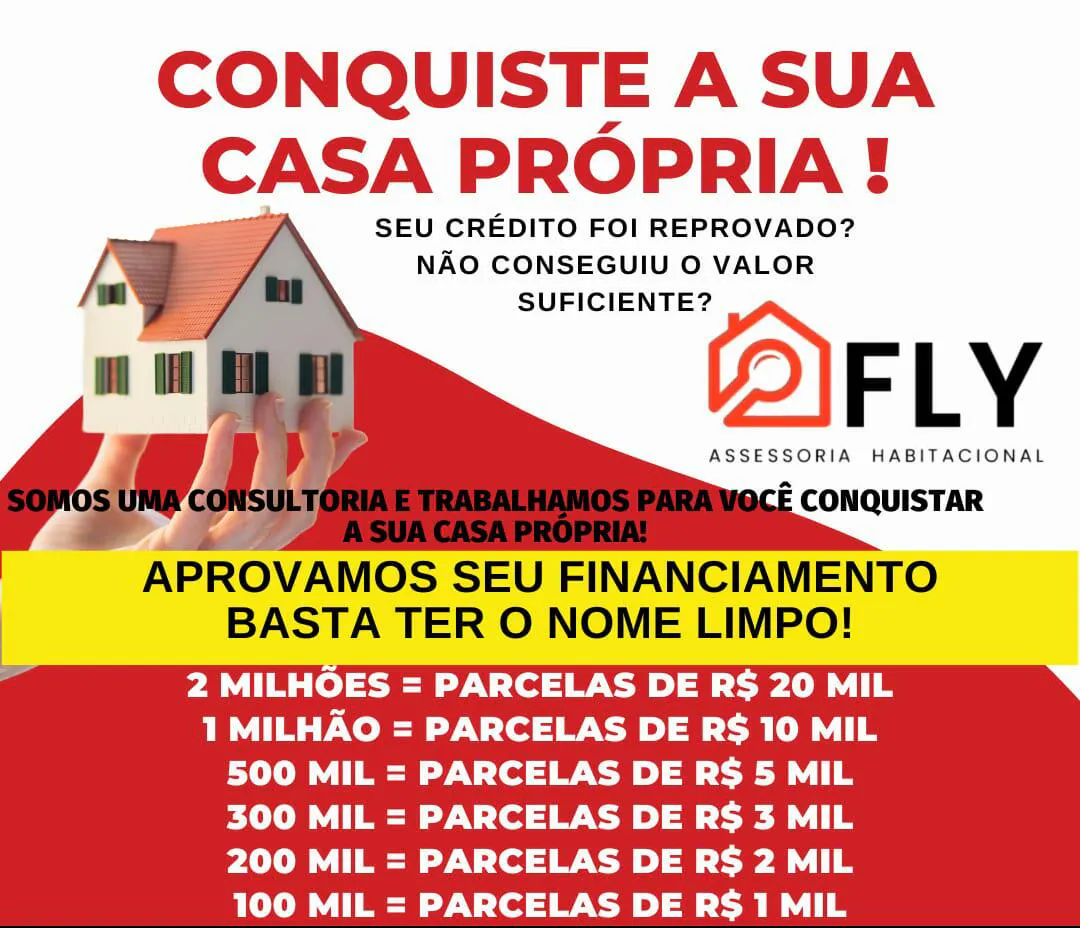 CONQUISTE A SUA
CASA PRÓPRIA !
SEU CRÉDITO FOI REPROVADO?
NÃO CONSEGUIU O VALOR
SUFICIENTE?
FLY
ASSESSORIA HABITACIONAL
SOMOS UMA CONSULTORIA E TRABALHAMOS PARA VOCÊ CONQUISTAR
A SUA CASA PRÓPRIA!
APROVAMOS SEU FINANCIAMENTO
BASTA TER O NOME LIMPO!
2 MILHÕES = PARCELAS DE R$ 20 MIL
1 MILHÃO = PARCELAS DE R$ 10 MIL
500 MIL = PARCELAS DE R$ 5 MIL
300 MIL = PARCELAS DE R$ 3 MIL
200 MIL = PARCELAS DE R$ 2 MIL
100 MIL = PARCELAS DE R$ 1 MIL